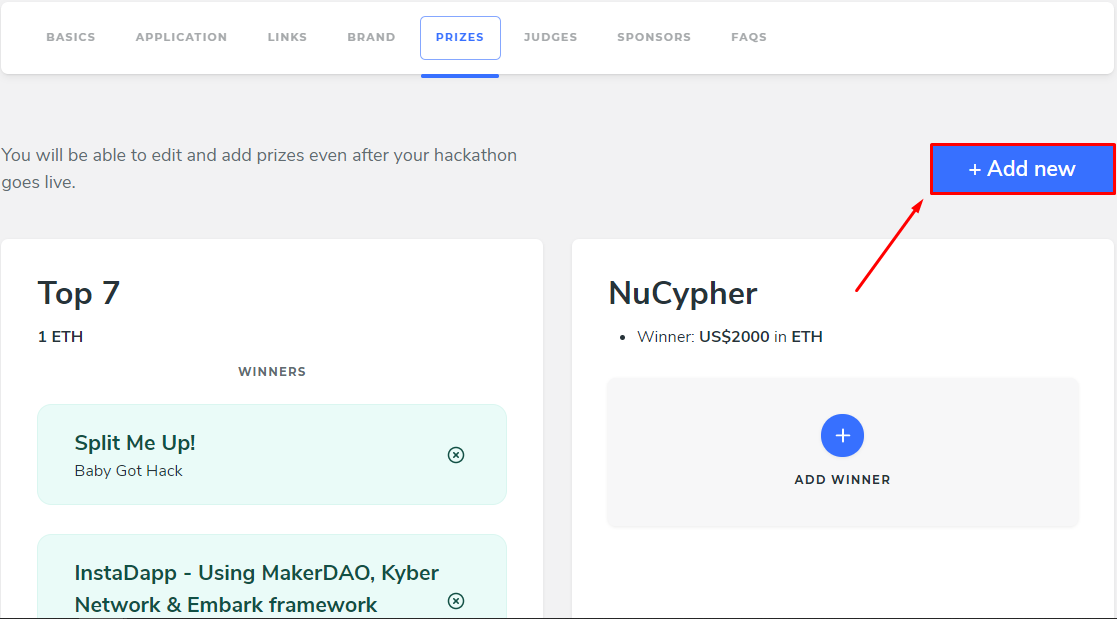 BASICS APPLICATION LINKS BRAND PRIZES JUDGES SPONSORS FAQS
You will be able to edit and add prizes even after your hackathon
goes live.
+ Add new
Top 7
1 ETH
WINNERS
Split Me Up!
Baby Got Hack
InstaDapp - Using MakerDAO, Kyber
Network & Embark framework
NuCypher
• Winner: US$2000 in ETH
+
ADD WINNER